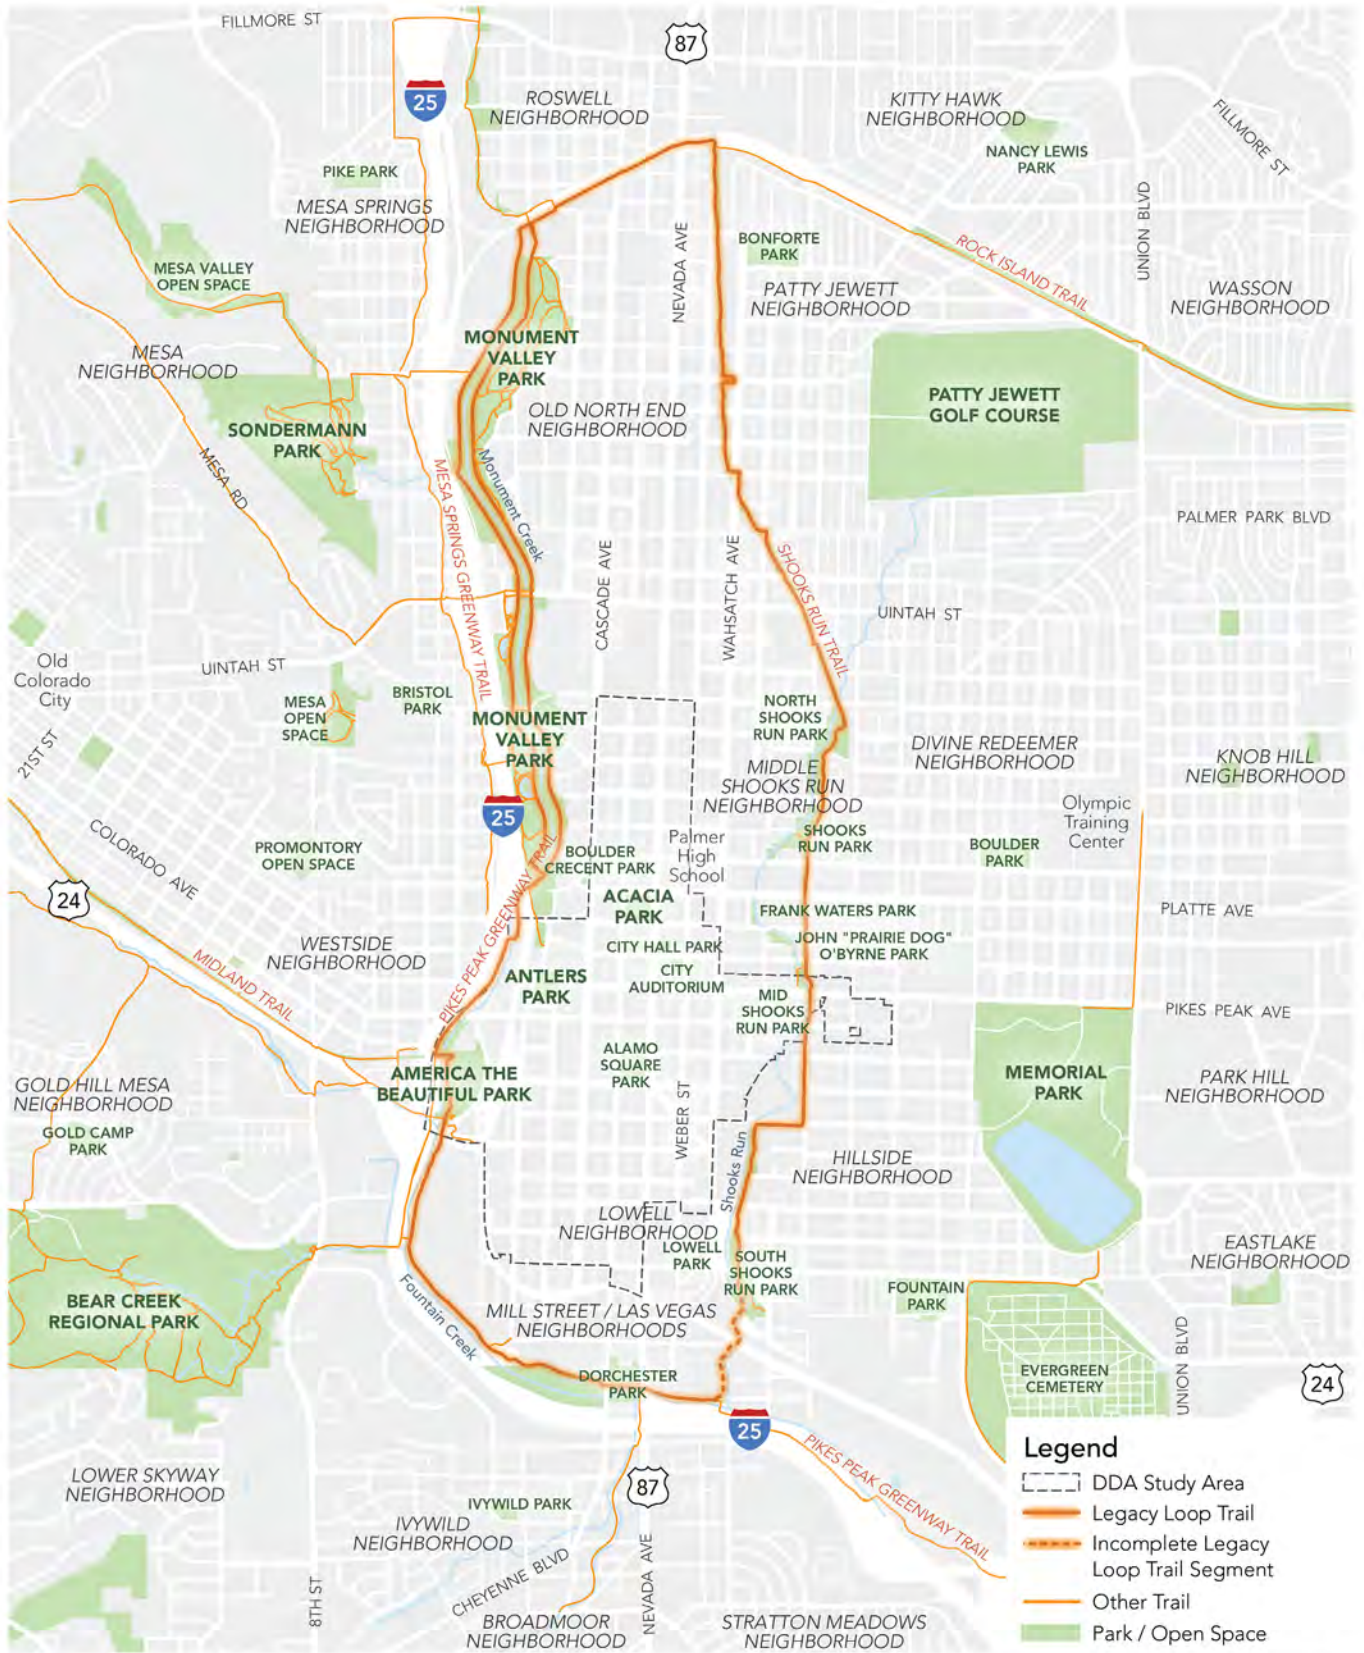 FILLMORE ST
87
25
ROSWELL
NEIGHBORHOOD
KITTY HAWK
NEIGHBORHOOD
FILLMORE ST
NANCY LEWIS
PARK
PIKE PARK
MESA SPRINGS
NEIGHBORHOOD
UNION BLVD
NEVADA AVE
BONFORTE
PARK
ROCK ISLAND TRAIL
MESA VALLEY
OPEN SPACE
PATTY JEWETT
NEIGHBORHOOD
WASSON
NEIGHBORHOOD
MESA
NEIGHBORHOOD
MONUMENT
VALLEY
PARK
PATTY JEWETT
GOLF COURSE
OLD NORTH END
NEIGHBORHOOD
SONDERMANN
PARK
MESA RD
MESA SPRINGS GREENWAY TRAIL
Monument Creek
PALMER PARK BLVD
CASCADE AVE
WAHSATCH AVE
SHOOKS RUN TRAIL
UINTAH ST
Old
Colorado
City
UINTAH ST
MESA
OPEN
SPACE
BRISTOL
PARK
MONUMENT
VALLEY
PARK
NORTH
SHOOKS
RUN PARK
21ST ST
DIVINE REDEEMER
NEIGHBORHOOD
KNOB HILL
NEIGHBORHOOD
MIDDLE
SHOOKS RUN
NEIGHBORHOOD
25
Olympic
Training
Center
COLORADO AVE
PROMONTORY
OPEN SPACE
BOULDER
CRECENT PARK
Palmer
High
School
SHOOKS
RUN PARK
BOULDER
PARK
24
ACACIA
PARK
FRANK WATERS PARK
PLATTE AVE
WESTSIDE
NEIGHBORHOOD
PIKES PEAK GREENWAY TRAIL
CITY HALL PARK
JOHN "PRAIRIE DOG"
O'BYRNE PARK
MIDLAND TRAIL
ANTLERS
PARK
CITY
AUDITORIUM
MID
SHOOKS
RUN PARK
PIKES PEAK AVE
ALAMO
SQUARE
PARK
AMERICA THE
BEAUTIFUL PARK
MEMORIAL
PARK
PARK HILL
NEIGHBORHOOD
GOLD HILL MESA
NEIGHBORHOOD
GOLD CAMP
PARK
WEBER ST
Shooks Run
HILLSIDE
NEIGHBORHOOD
LOWELL
NEIGHBORHOOD
LOWELL
PARK
SOUTH
SHOOKS
RUN PARK
EASTLAKE
NEIGHBORHOOD
FOUNTAIN
PARK
BEAR CREEK
REGIONAL PARK
Fountain Creek
MILL STREET / LAS VEGAS
NEIGHBORHOODS
DORCHESTER
PARK
EVERGREEN
CEMETERY
UNION BLVD
24
25
PIKES PEAK GREENWAY TRAIL
LOWER SKYWAY
NEIGHBORHOOD
87
IVYWILD PARK
IVYWILD
NEIGHBORHOOD
CHEYENNE BLVD
8TH ST
NEVADA AVE
BROADMOOR
NEIGHBORHOOD
STRATTON MEADOWS
NEIGHBORHOOD
Legend
DDA Study Area
Legacy Loop Trail
Incomplete Legacy
Loop Trail Segment
Other Trail
Park / Open Space